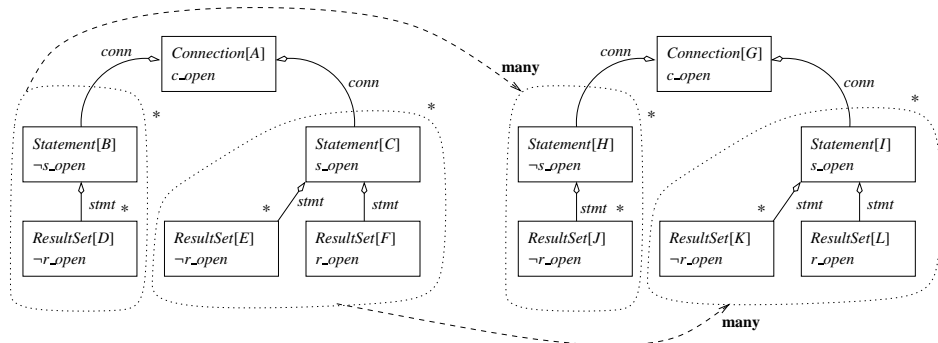 conn
Connection[A]
c_open
conn
*
*
Statement[B]
¬s_open
Statement[C]
s_open
stmt
*
*
stmt
stmt
ResultSet[D]
¬r_open
ResultSet[E]
¬r_open
ResultSet[F]
r_open
many
conn
Connection[G]
c_open
conn
*
*
Statement[H]
¬s_open
Statement[I]
s_open
stmt
*
*
stmt
stmt
ResultSet[J]
¬r_open
ResultSet[K]
¬r_open
ResultSet[L]
r_open
many